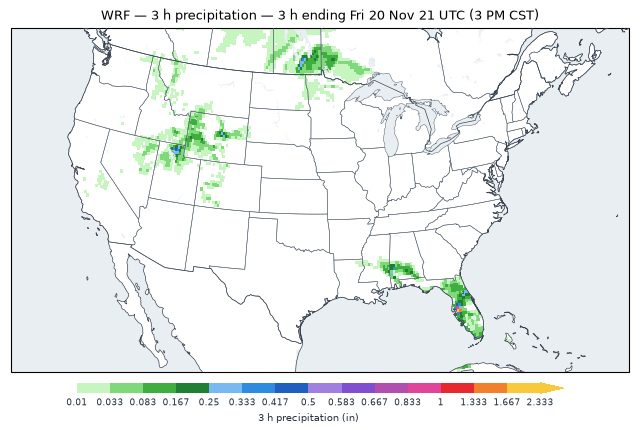 WRF — 3 h precipitation — 3 h ending Fri 20 Nov 21 UTC (3 PM CST)
0.01 0.033 0.083 0.167 0.25 0.333 0.417 0.5 0.583 0.667 0.833 1 1.333 1.667 2.333
3 h precipitation (in)